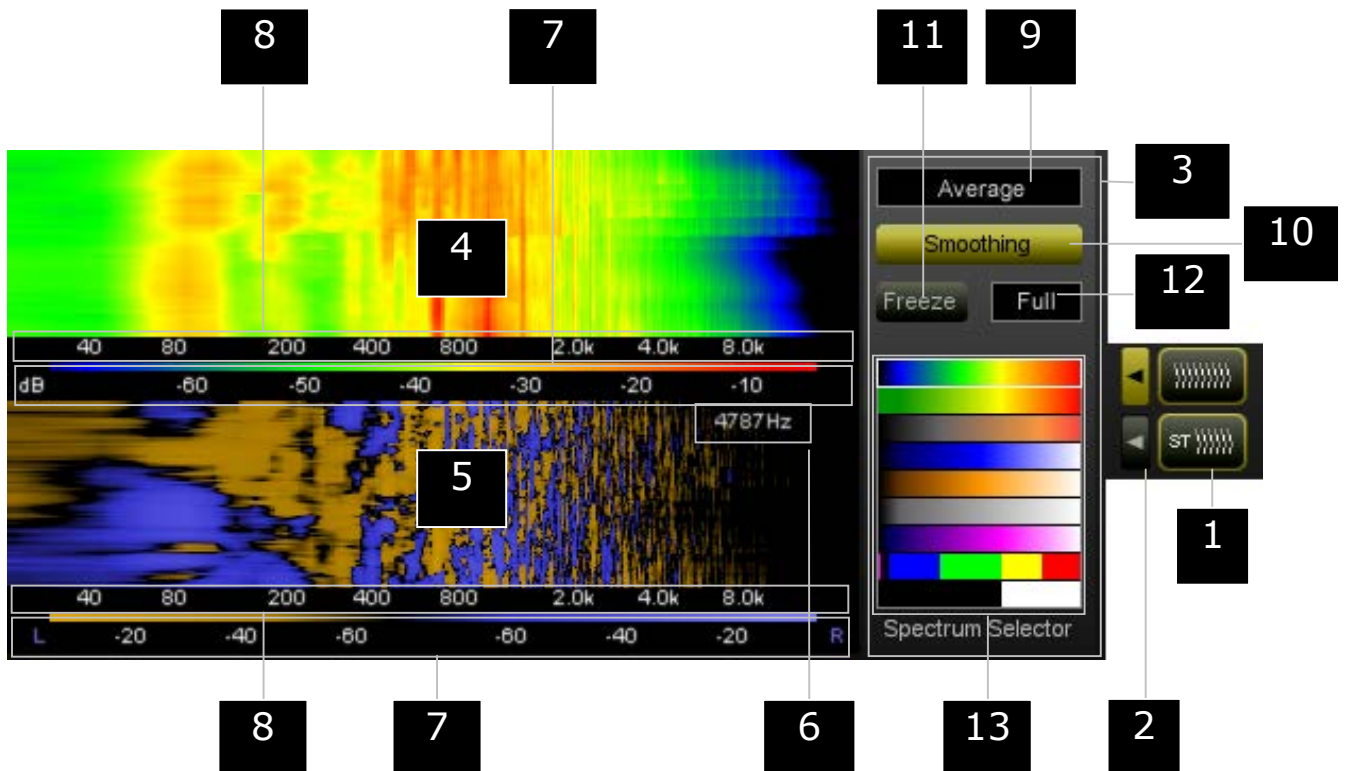 8 7 11 9
Average
3
Smoothing
10
4
12
Freeze Full
40 80 200 400 800 2.0k 4.0k 8.0k
dB -60 -50 -40 -30 -20 -10
4787Hz
5
ST
1
40 80 200 400 800 2.0k 4.0k 8.0k
L -20 -40 -60 -60 -40 -20 R
Spectrum Selector
8 7 6 13 2